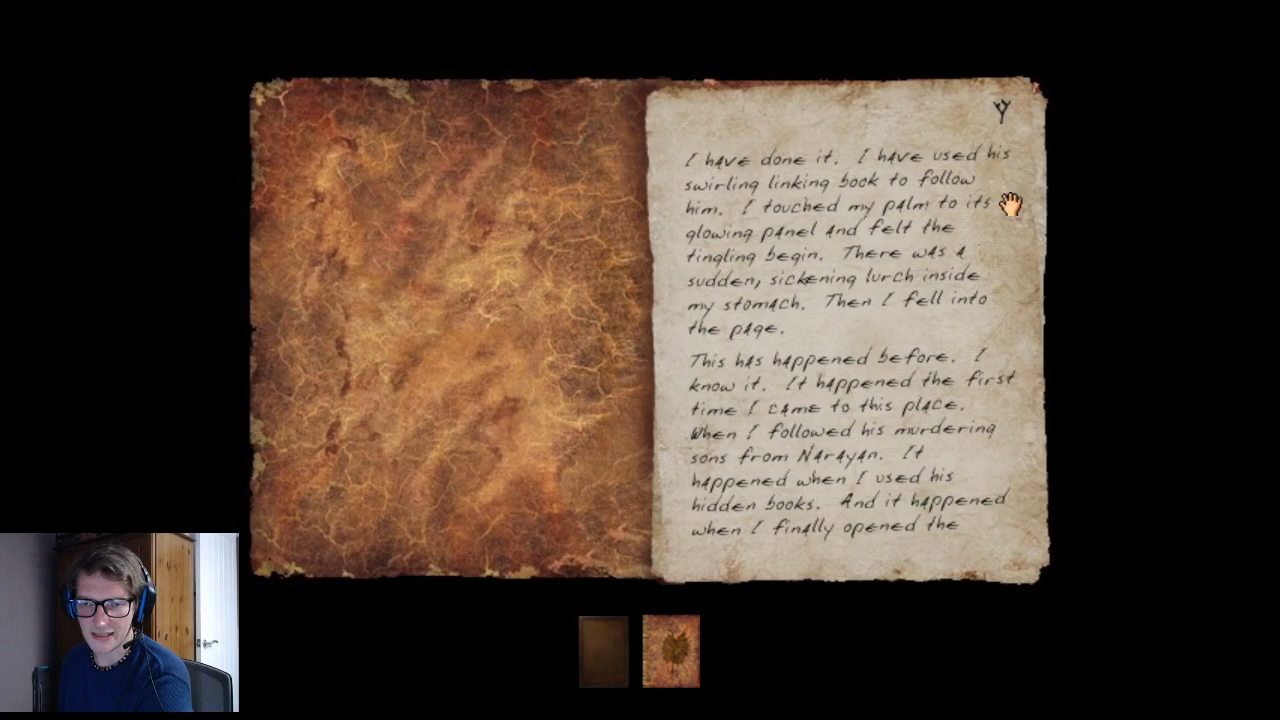 I have done it. I have used his
swirling linking book to follow
him. I touched my palm to its
glowing panel and felt the
tingling begin. There was a
sudden, sickening lurch inside
my stomach. Then I fell into
the page.
This has happened before. I
know it. It happened the first
time I came to this place.
When I followed his murdering
sons from Narayan. It
happened when I used his
hidden books. And it happened
when I finally opened the